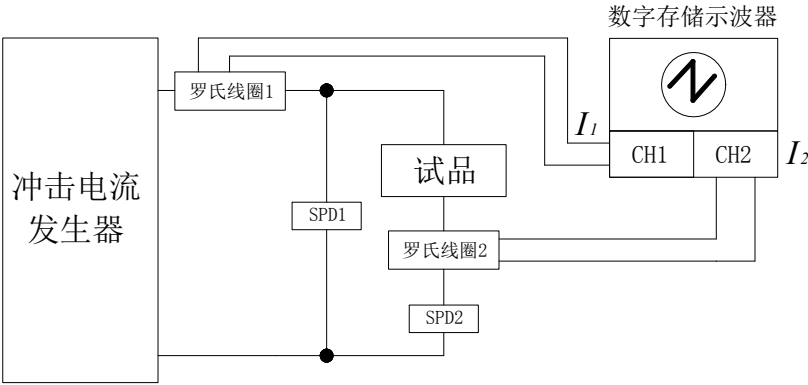 数字存储示波器
罗氏线圈1
I1
CH1
CH2
I2
试品
冲击电流
发生器
SPD1
罗氏线圈2
SPD2